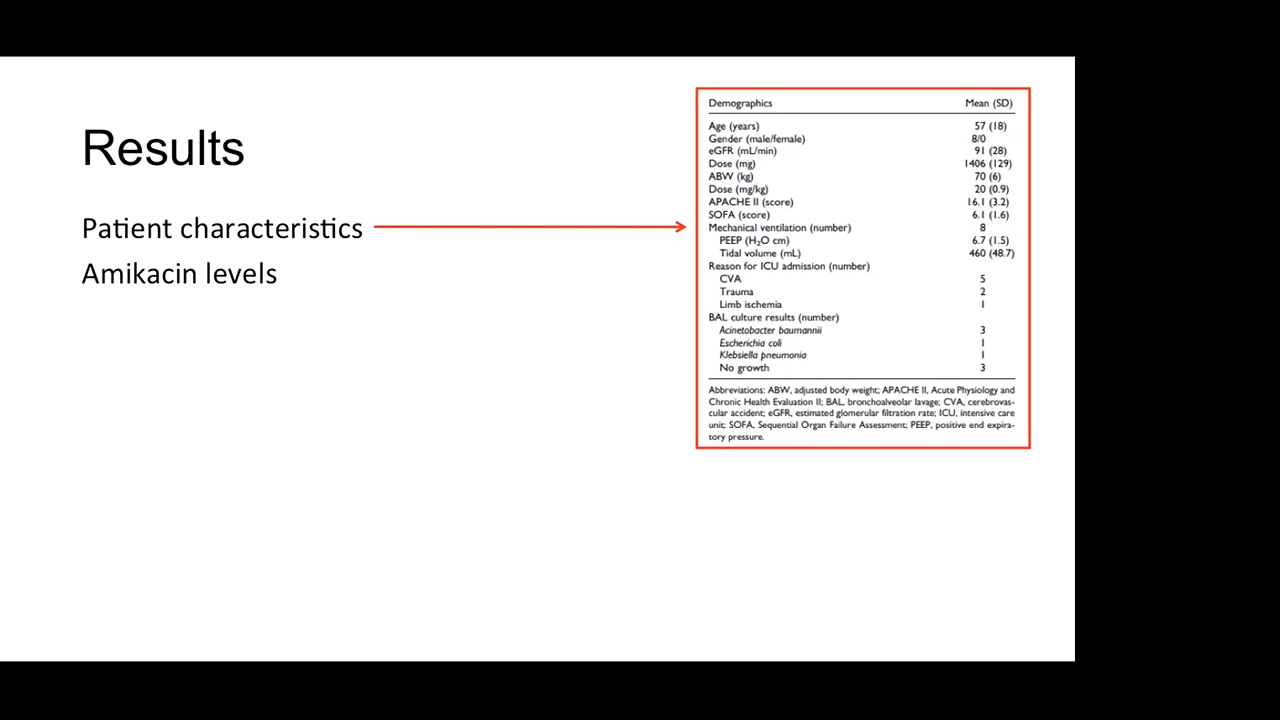 Results
Patient characteristics
Amikacin levels
Demographics Mean (SD)
Age (years) 57 (18)
Gender (male/female) 8/0
eGFR (mL/min) 91 (28)
Dose (mg) 1406 (129)
ABW (kg) 70 (6)
Dose (mg/kg) 20 (0.9)
APACHE II (score) 16.1 (3.2)
SOFA (score) 6.1 (1.6)
Mechanical ventilation (number) 8
PEEP (H₂O cm) 6.7 (1.5)
Tidal volume (mL) 460 (48.7)
Reason for ICU admission (number)
CVA 5
Trauma 2
Limb ischemia 1
BAL culture results (number)
Acinetobacter baumannii 3
Escherichia coli 1
Klebsiella pneumonia 1
No growth 3
Abbreviations: ABW, adjusted body weight; APACHE II, Acute Physiology and
Chronic Health Evaluation II; BAL, bronchoalveolar lavage; CVA, cerebrovas-
cular accident; eGFR, estimated glomerular filtration rate; ICU, intensive care
unit; SOFA, Sequential Organ Failure Assessment; PEEP, positive end expira-
tory pressure.